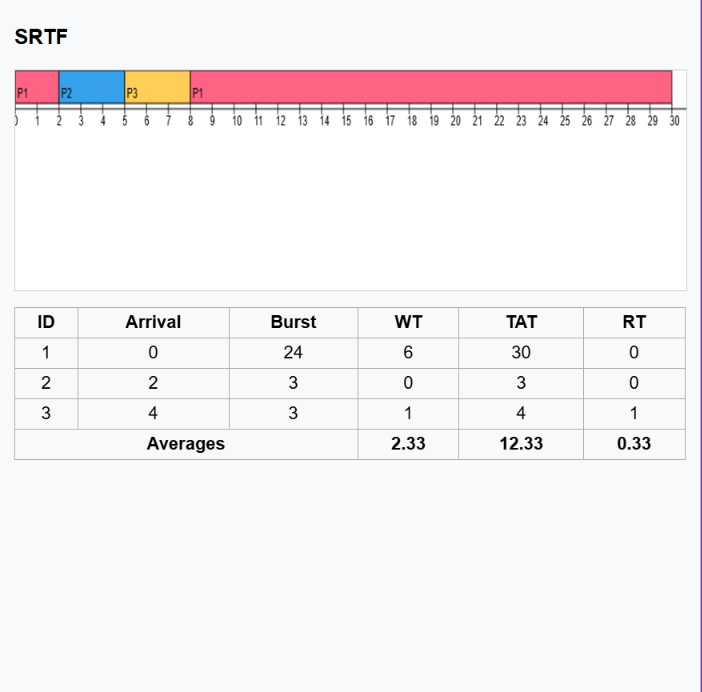 SRTF
P1 P2 P3 P1
0 1 2 3 4 5 6 7 8 9 10 11 12 13 14 15 16 17 18 19 20 21 22 23 24 25 26 27 28 29 30
ID Arrival Burst WT TAT RT
1 0 24 6 30 0
2 2 3 0 3 0
3 4 3 1 4 1
Averages 2.33 12.33 0.33